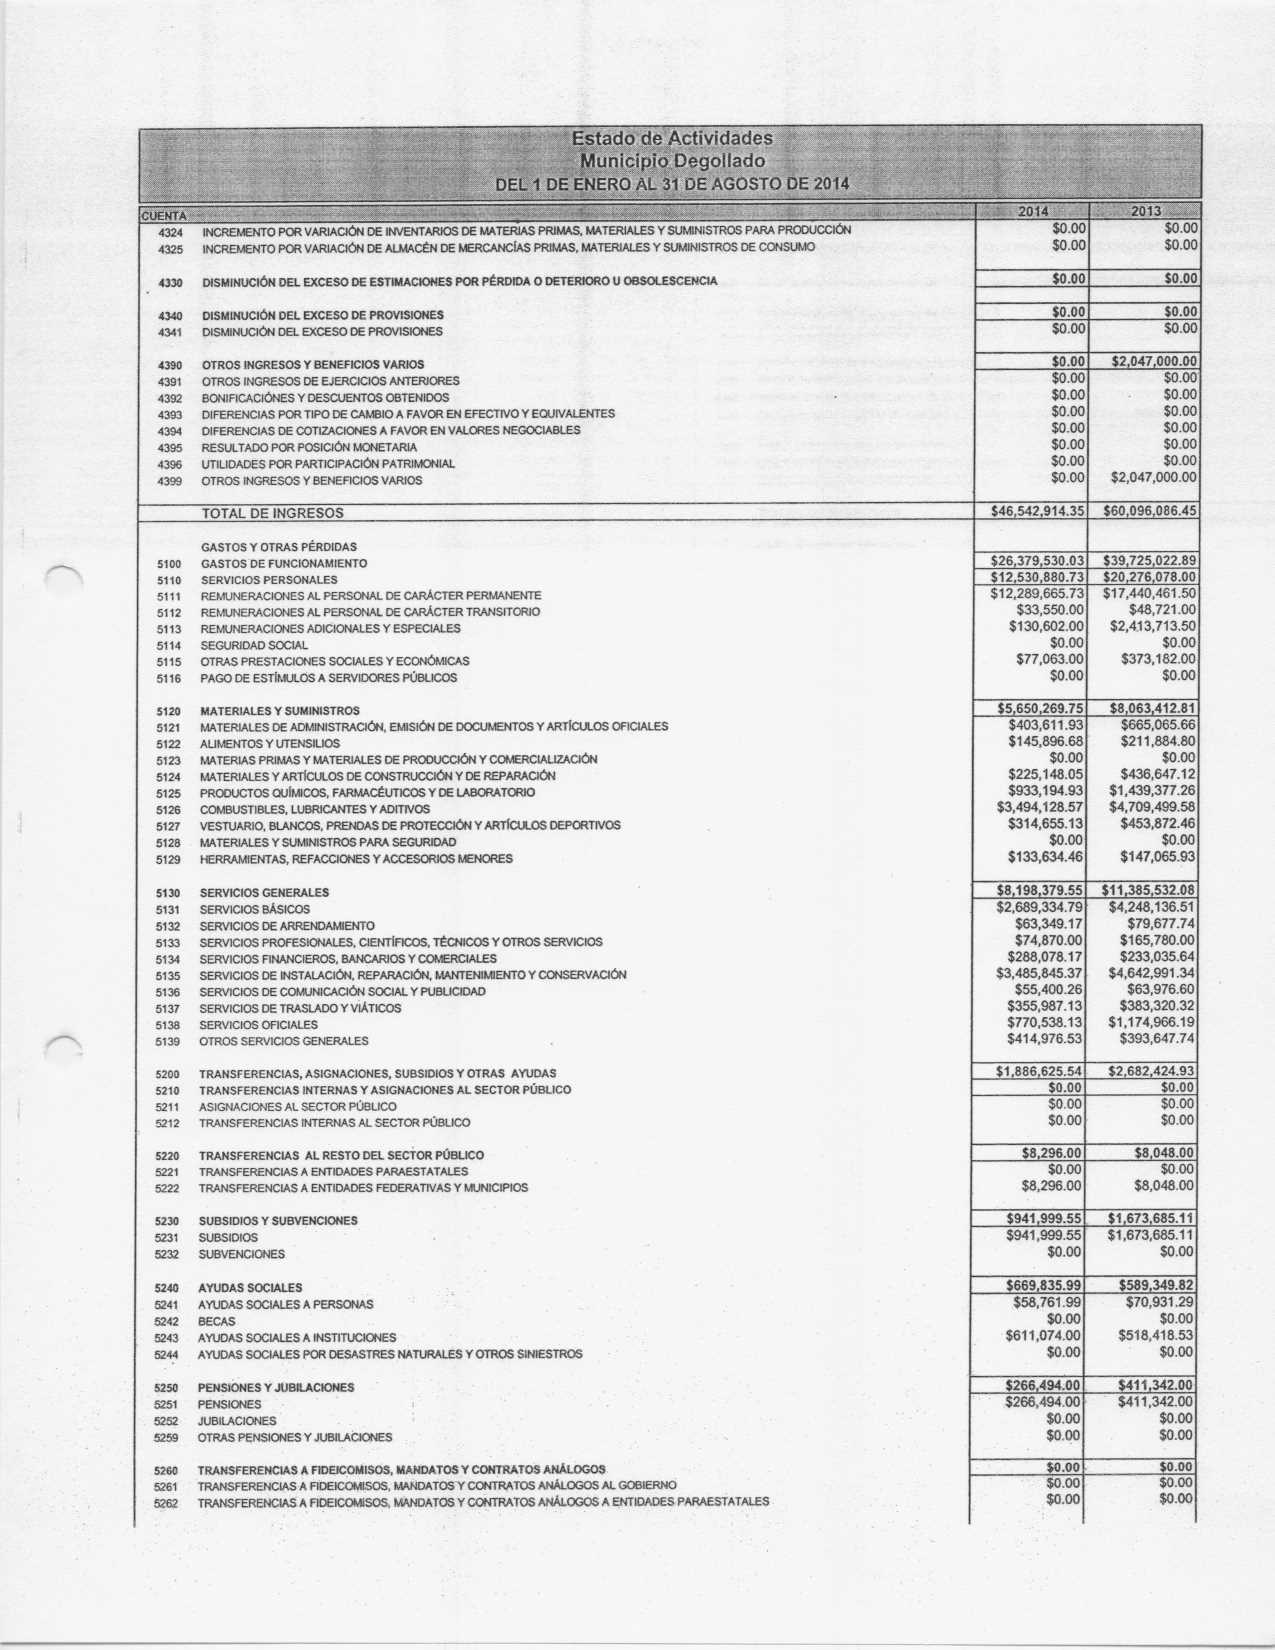 Estado de Actividades
Municipio Degollado
DEL 1 DE ENERO AL 31 DE AGOSTO DE 2014
CUENTA 2014 2013
4324 INCREMENTO POR VARIACIÓN DE INVENTARIOS DE MATERIAS PRIMAS, MATERIALES Y SUMINISTROS PARA PRODUCCIÓN $0.00 $0.00
4325 INCREMENTO POR VARIACIÓN DE ALMACÉN DE MERCANCÍAS PRIMAS, MATERIALES Y SUMINISTROS DE CONSUMO $0.00 $0.00
4330 DISMINUCIÓN DEL EXCESO DE ESTIMACIONES POR PÉRDIDA O DETERIORO U OBSOLESCENCIA $0.00 $0.00
4340 DISMINUCIÓN DEL EXCESO DE PROVISIONES $0.00 $0.00
4341 DISMINUCIÓN DEL EXCESO DE PROVISIONES $0.00 $0.00
4390 OTROS INGRESOS Y BENEFICIOS VARIOS $0.00 $2,047,000.00
4391 OTROS INGRESOS DE EJERCICIOS ANTERIORES $0.00 $0.00
4392 BONIFICACIÓNES Y DESCUENTOS OBTENIDOS $0.00 $0.00
4393 DIFERENCIAS POR TIPO DE CAMBIO A FAVOR EN EFECTIVO Y EQUIVALENTES $0.00 $0.00
4394 DIFERENCIAS DE COTIZACIONES A FAVOR EN VALORES NEGOCIABLES $0.00 $0.00
4395 RESULTADO POR POSICIÓN MONETARIA $0.00 $0.00
4396 UTILIDADES POR PARTICIPACIÓN PATRIMONIAL $0.00 $0.00
4399 OTROS INGRESOS Y BENEFICIOS VARIOS $0.00 $2,047,000.00
TOTAL DE INGRESOS $46,542,914.35 $60,096,086.45
GASTOS Y OTRAS PÉRDIDAS
5100 GASTOS DE FUNCIONAMIENTO $26,379,530.03 $39,725,022.89
5110 SERVICIOS PERSONALES $12,530,880.73 $20,276,078.00
5111 REMUNERACIONES AL PERSONAL DE CARÁCTER PERMANENTE $12,289,665.73 $17,440,461.50
5112 REMUNERACIONES AL PERSONAL DE CARÁCTER TRANSITORIO $33,550.00 $48,721.00
5113 REMUNERACIONES ADICIONALES Y ESPECIALES $130,602.00 $2,413,713.50
5114 SEGURIDAD SOCIAL $0.00 $0.00
5115 OTRAS PRESTACIONES SOCIALES Y ECONÓMICAS $77,063.00 $373,182.00
5116 PAGO DE ESTÍMULOS A SERVIDORES PÚBLICOS $0.00 $0.00
5120 MATERIALES Y SUMINISTROS $5,650,269.75 $8,063,412.81
5121 MATERIALES DE ADMINISTRACIÓN, EMISIÓN DE DOCUMENTOS Y ARTÍCULOS OFICIALES $403,611.93 $665,065.66
5122 ALIMENTOS Y UTENSILIOS $145,896.68 $211,884.80
5123 MATERIAS PRIMAS Y MATERIALES DE PRODUCCIÓN Y COMERCIALIZACIÓN $0.00 $0.00
5124 MATERIALES Y ARTÍCULOS DE CONSTRUCCIÓN Y DE REPARACIÓN $225,148.05 $436,647.12
5125 PRODUCTOS QUÍMICOS, FARMACÉUTICOS Y DE LABORATORIO $933,194.93 $1,439,377.26
5126 COMBUSTIBLES, LUBRICANTES Y ADITIVOS $3,494,128.57 $4,709,499.58
5127 VESTUARIO, BLANCOS, PRENDAS DE PROTECCIÓN Y ARTÍCULOS DEPORTIVOS $314,655.13 $453,872.46
5128 MATERIALES Y SUMINISTROS PARA SEGURIDAD $0.00 $0.00
5129 HERRAMIENTAS, REFACCIONES Y ACCESORIOS MENORES $133,634.46 $147,065.93
5130 SERVICIOS GENERALES $8,198,379.55 $11,385,532.08
5131 SERVICIOS BÁSICOS $2,689,334.79 $4,248,136.51
5132 SERVICIOS DE ARRENDAMIENTO $63,349.17 $79,677.74
5133 SERVICIOS PROFESIONALES, CIENTÍFICOS, TÉCNICOS Y OTROS SERVICIOS $74,870.00 $165,780.00
5134 SERVICIOS FINANCIEROS, BANCARIOS Y COMERCIALES $288,078.17 $233,035.64
5135 SERVICIOS DE INSTALACIÓN, REPARACIÓN, MANTENIMIENTO Y CONSERVACIÓN $3,485,845.37 $4,642,991.34
5136 SERVICIOS DE COMUNICACIÓN SOCIAL Y PUBLICIDAD $55,400.26 $63,976.60
5137 SERVICIOS DE TRASLADO Y VIÁTICOS $355,987.13 $383,320.32
5138 SERVICIOS OFICIALES $770,538.13 $1,174,966.19
5139 OTROS SERVICIOS GENERALES $414,976.53 $393,647.74
5200 TRANSFERENCIAS, ASIGNACIONES, SUBSIDIOS Y OTRAS AYUDAS $1,886,625.54 $2,682,424.93
5210 TRANSFERENCIAS INTERNAS Y ASIGNACIONES AL SECTOR PÚBLICO $0.00 $0.00
5211 ASIGNACIONES AL SECTOR PÚBLICO $0.00 $0.00
5212 TRANSFERENCIAS INTERNAS AL SECTOR PÚBLICO $0.00 $0.00
5220 TRANSFERENCIAS AL RESTO DEL SECTOR PÚBLICO $8,296.00 $8,048.00
5221 TRANSFERENCIAS A ENTIDADES PARAESTATALES $0.00 $0.00
5222 TRANSFERENCIAS A ENTIDADES FEDERATIVAS Y MUNICIPIOS $8,296.00 $8,048.00
5230 SUBSIDIOS Y SUBVENCIONES $941,999.55 $1,673,685.11
5231 SUBSIDIOS $941,999.55 $1,673,685.11
5232 SUBVENCIONES $0.00 $0.00
5240 AYUDAS SOCIALES $669,835.99 $589,349.82
5241 AYUDAS SOCIALES A PERSONAS $58,761.99 $70,931.29
5242 BECAS $0.00 $0.00
5243 AYUDAS SOCIALES A INSTITUCIONES $611,074.00 $518,418.53
5244 AYUDAS SOCIALES POR DESASTRES NATURALES Y OTROS SINIESTROS $0.00 $0.00
5250 PENSIONES Y JUBILACIONES $266,494.00 $411,342.00
5251 PENSIONES $266,494.00 $411,342.00
5252 JUBILACIONES $0.00 $0.00
5259 OTRAS PENSIONES Y JUBILACIONES $0.00 $0.00
5260 TRANSFERENCIAS A FIDEICOMISOS, MANDATOS Y CONTRATOS ANÁLOGOS $0.00 $0.00
5261 TRANSFERENCIAS A FIDEICOMISOS, MANDATOS Y CONTRATOS ANÁLOGOS AL GOBIERNO $0.00 $0.00
5262 TRANSFERENCIAS A FIDEICOMISOS, MANDATOS Y CONTRATOS ANÁLOGOS A ENTIDADES PARAESTATALES $0.00 $0.00